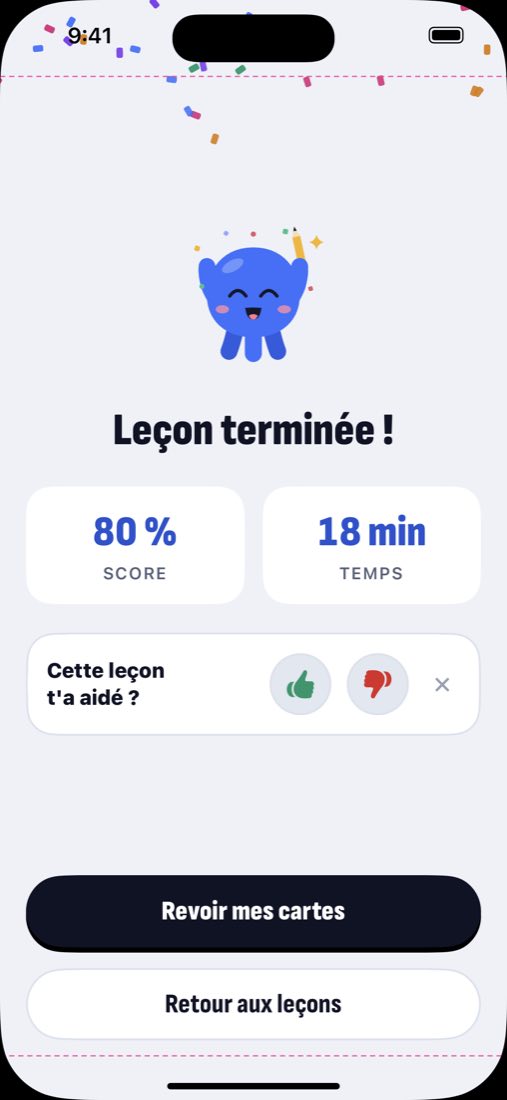 9:41
Leçon terminée !
80 %
18 min
SCORE
TEMPS
Cette leçon
t'a aidé ?
Revoir mes cartes
Retour aux leçons